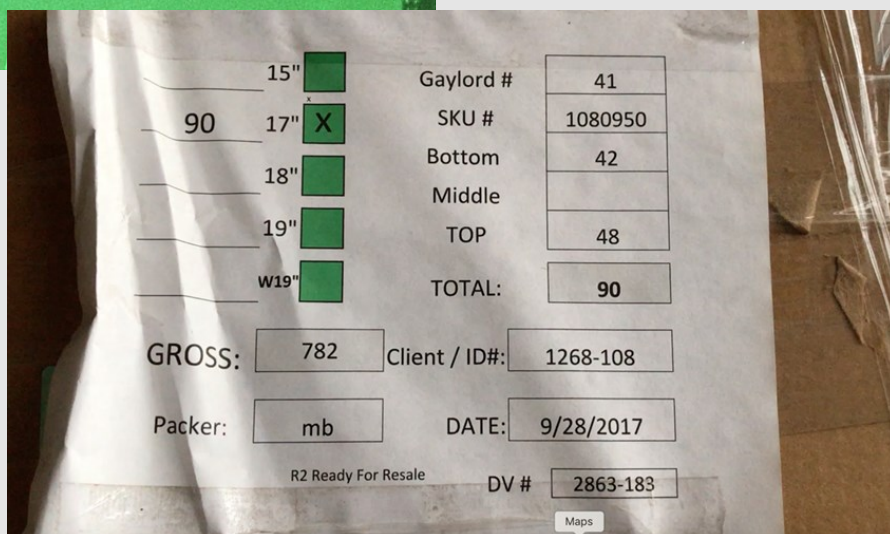 15"
90 17" X
18"
19"
W19"
Gaylord # 41
SKU # 1080950
Bottom 42
Middle
TOP 48
TOTAL: 90
GROSS: 782 Client / ID#: 1268-108
Packer: mb DATE: 9/28/2017
R2 Ready For Resale DV # 2863-183
Maps